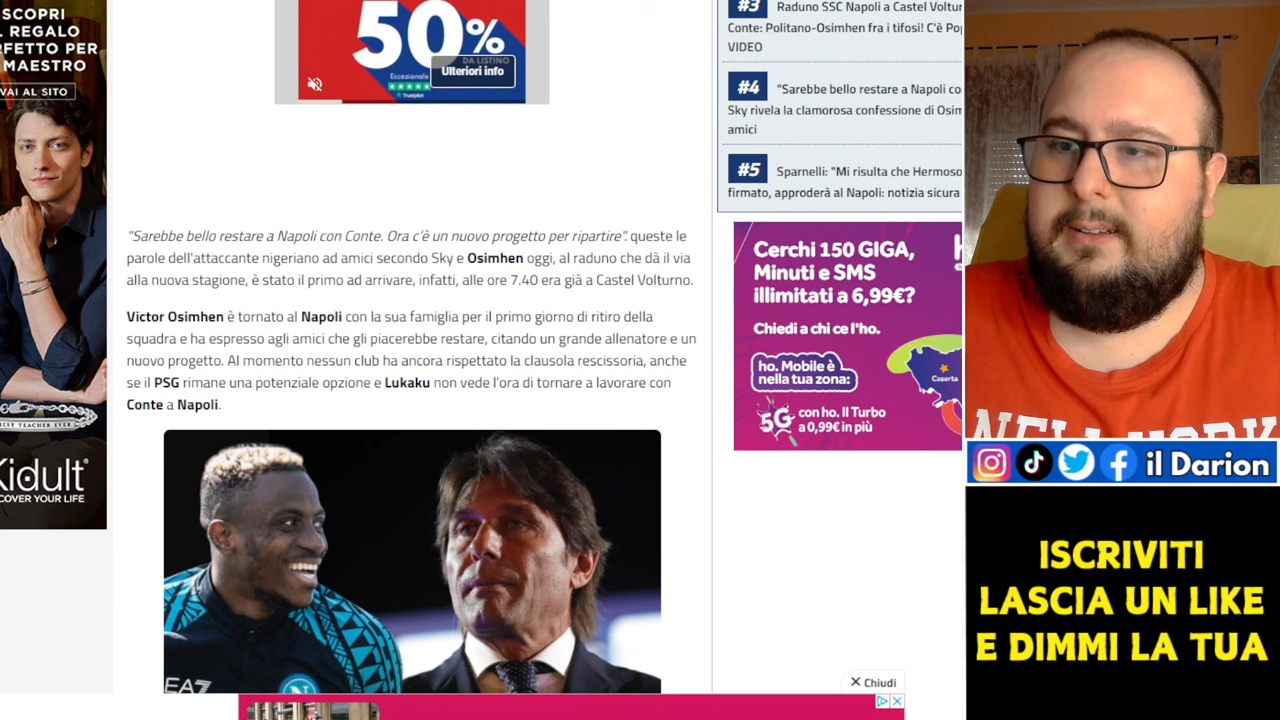 SCOPRI
REGALO
PER
MAESTRO
VAI AL SITO
BEST TEACHER EVER
Kidult
COVER YOUR LIFE
50%
DA LISTINO
Ulteriori info
Eccezionale
Trustpilot
"Sarebbe bello restare a Napoli con Conte. Ora c'è un nuovo progetto per ripartire". queste le
parole dell'attaccante nigeriano ad amici secondo Sky e Osimhen oggi, al raduno che dà il via
alla nuova stagione, è stato il primo ad arrivare, infatti, alle ore 7.40 era già a Castel Volturno.
Victor Osimhen è tornato al Napoli con la sua famiglia per il primo giorno di ritiro della
squadra e ha espresso agli amici che gli piacerebbe restare, citando un grande allenatore e un
nuovo progetto. Al momento nessun club ha ancora rispettato la clausola rescissoria, anche
se il PSG rimane una potenziale opzione e Lukaku non vede l'ora di tornare a lavorare con
Conte a Napoli.
EA7
#3 Raduno SSC Napoli a Castel Voltur
Conte: Politano-Osimhen fra i tifosi! C'è Po
VIDEO
#4 "Sarebbe bello restare a Napoli co
Sky rivela la clamorosa confessione di Osim
amici
#5 Sparnelli: "Mi risulta che Hermoso
firmato, approderà al Napoli: notizia sicura
Cerchi 150 GIGA,
Minuti e SMS
illimitati a 6,99€?
Chiedi a chi ce l'ho.
ho. Mobile è
nella tua zona:
Caserta
5G con ho. Il Turbo
a 0,99€ in più
✕ Chiudi
il Darion
ISCRIVITI
LASCIA UN LIKE
E DIMMI LA TUA